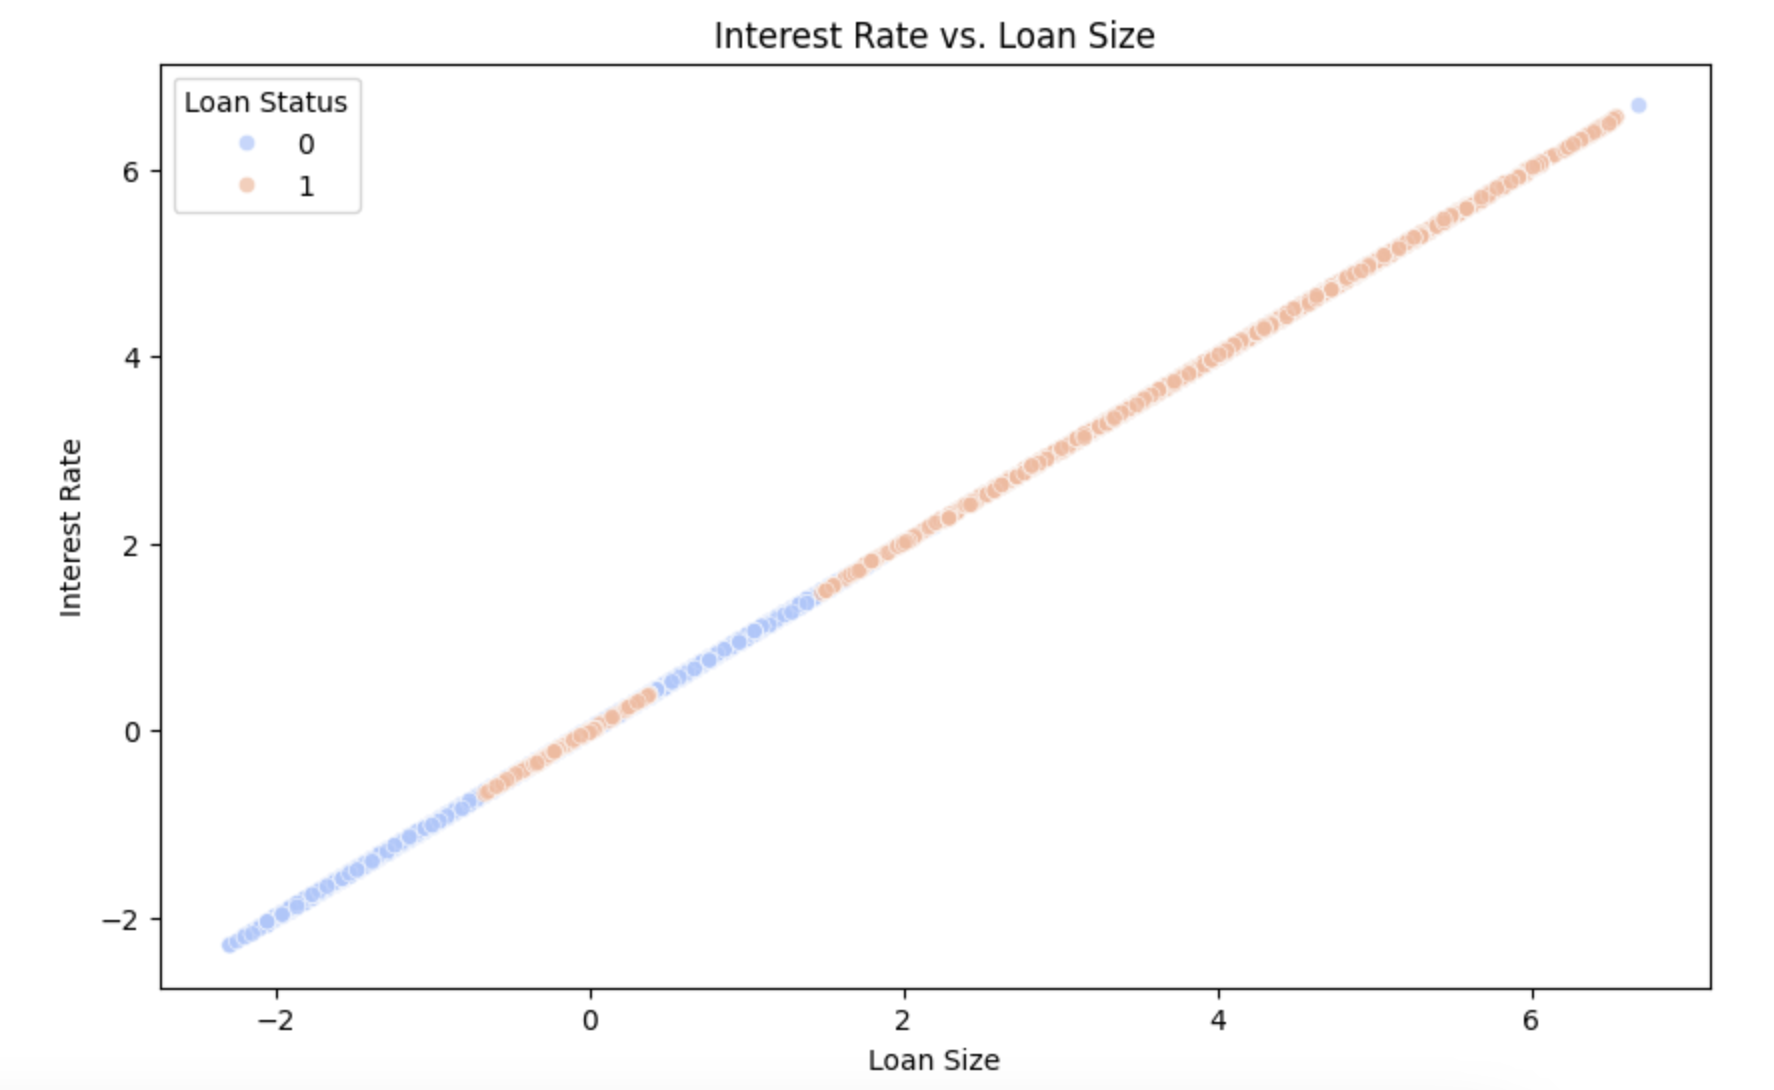 Interest Rate vs. Loan Size
Loan Status
0
1
6
4
2
0
−2
Interest Rate
−2 0 2 4 6
Loan Size